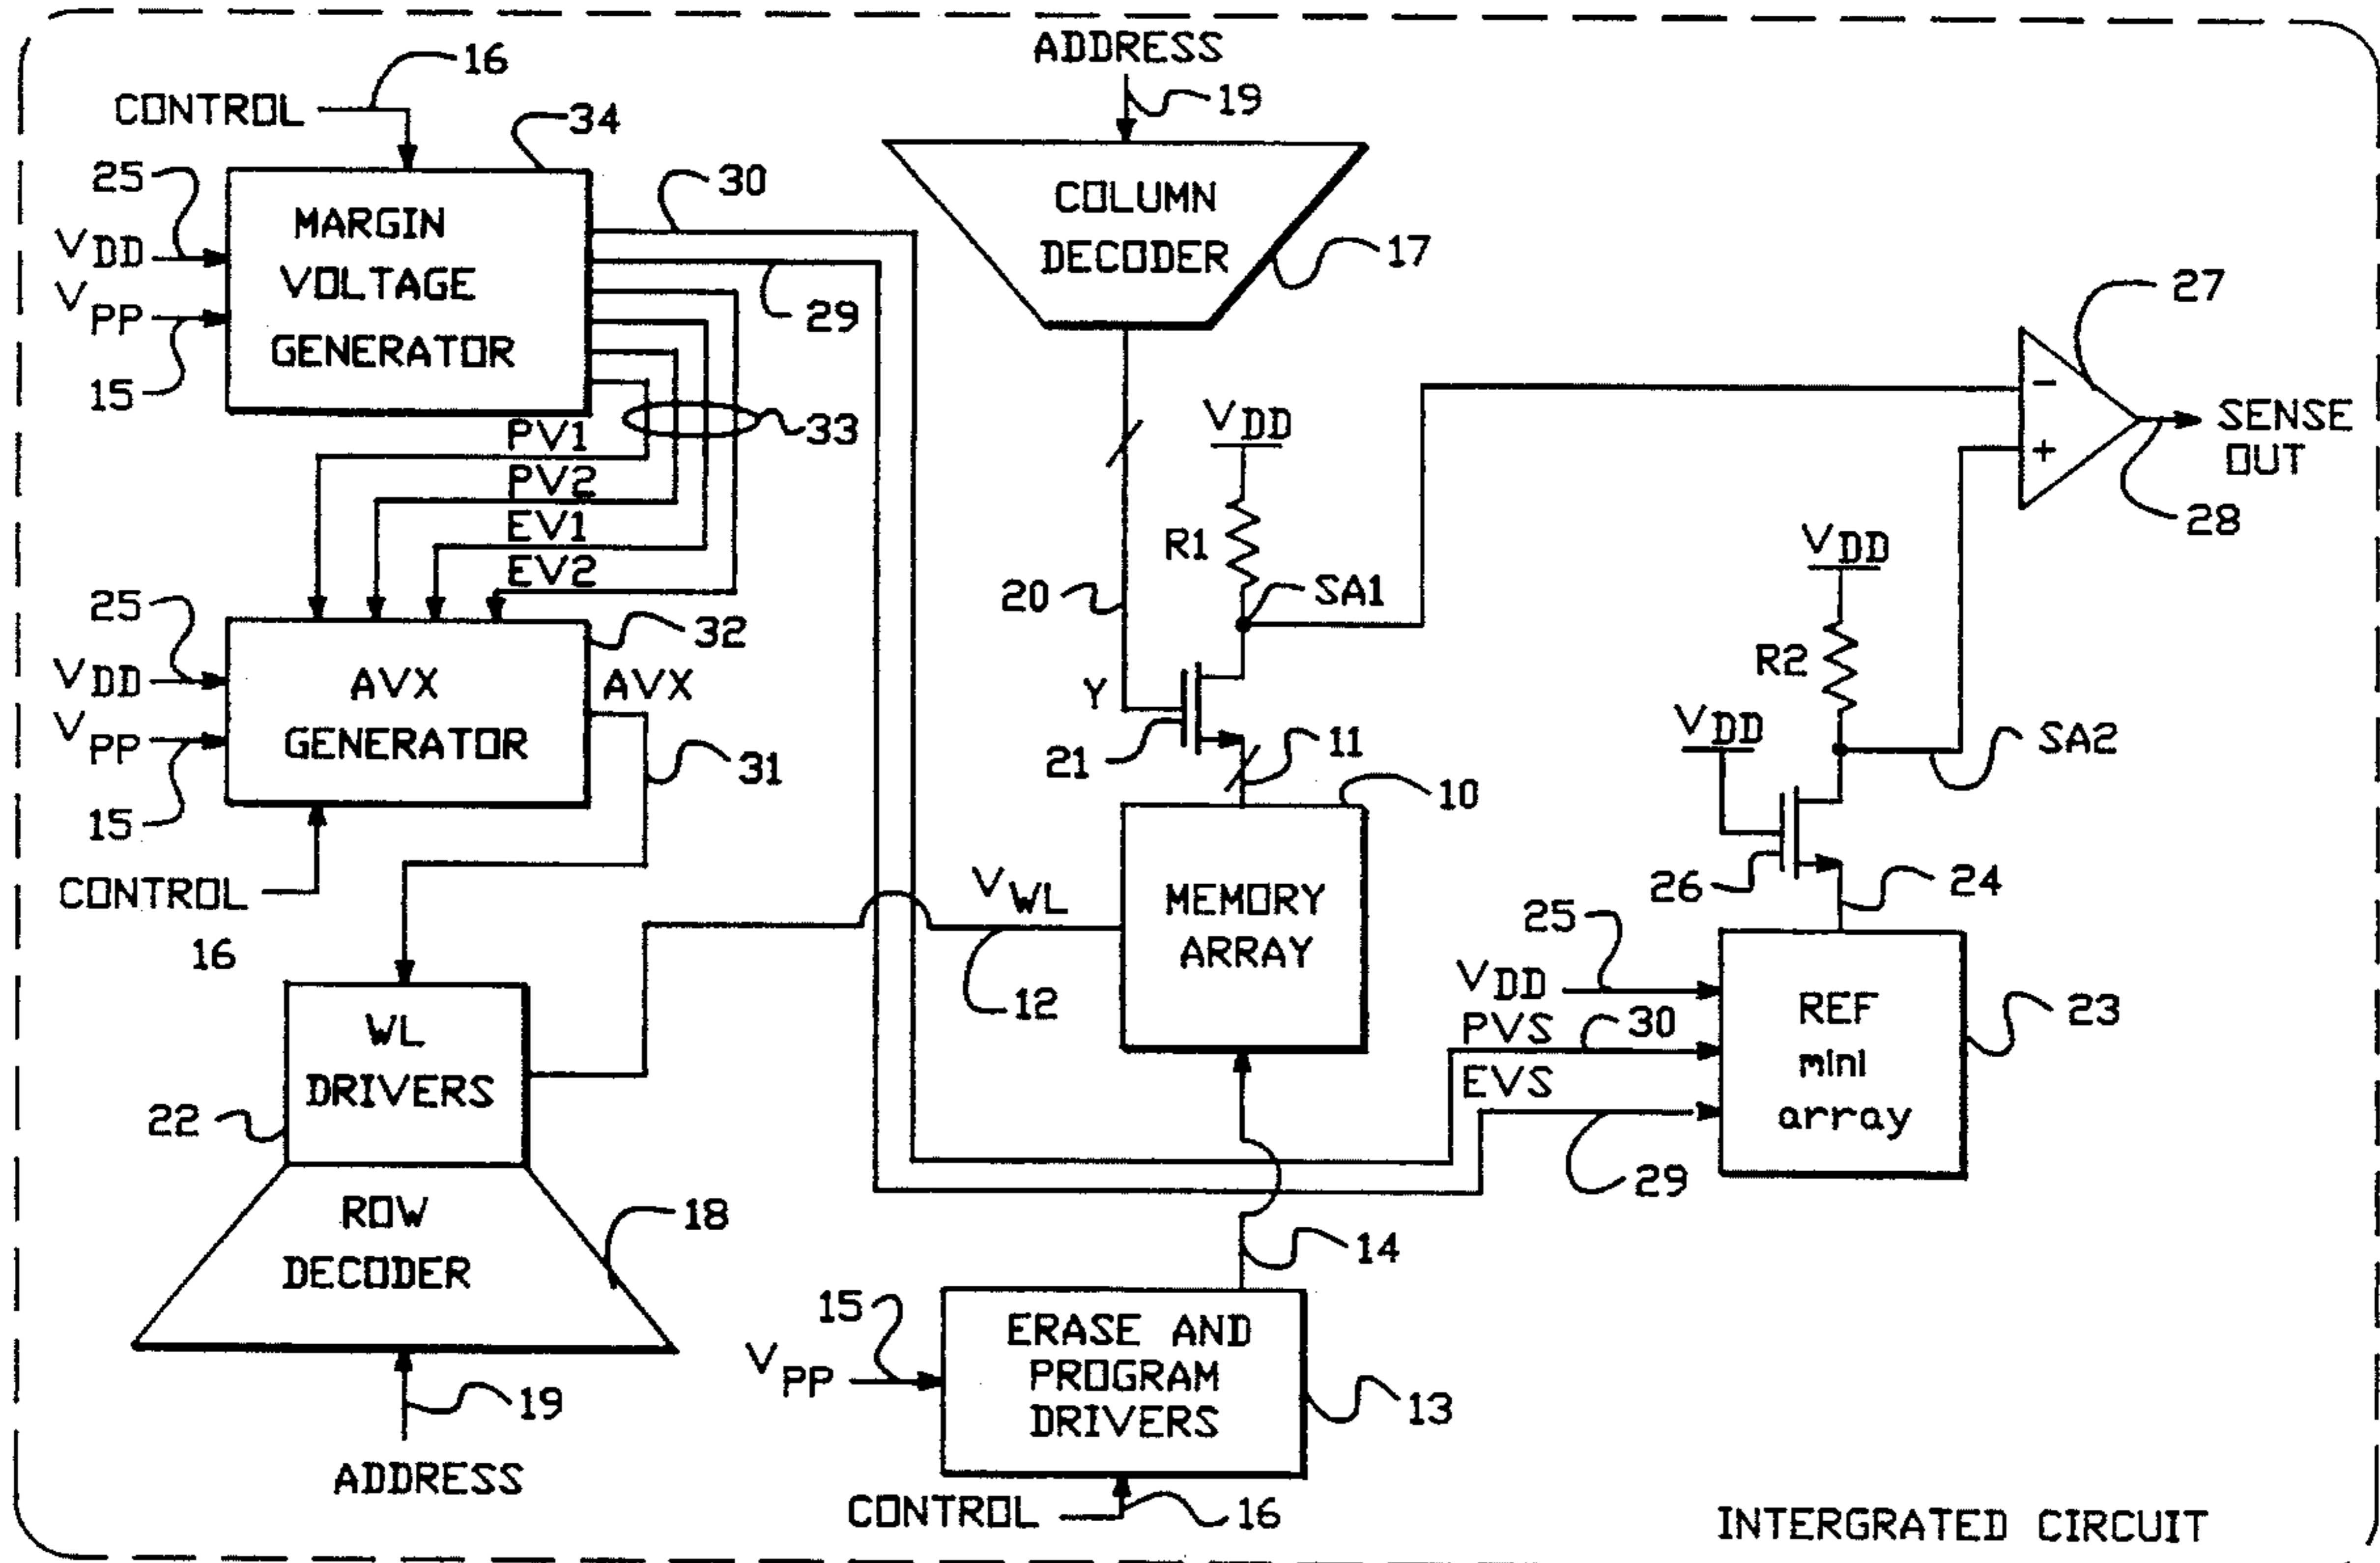 ADDRESS
16
CONTROL
34
19
25
30
MARGIN
VOLTAGE
GENERATOR
COLUMN
DECODER
17
VDD
VPP
29
27
15
33
PV1
PV2
EV1
EV2
VDD
SENSE
OUT
28
R1
SA1
20
VDD
25
32
AVX
GENERATOR
AVX
VDD
VPP
Y
R2
21
11
31
VDD
SA2
15
10
CONTROL
16
VWL
12
MEMORY
ARRAY
26
24
25
VDD
PVS
30
EVS
29
REF
mini
array
23
WL
DRIVERS
22
ROW
DECODER
18
14
15
VPP
ERASE AND
PROGRAM
DRIVERS
13
19
ADDRESS
CONTROL
16
INTERGRATED CIRCUIT